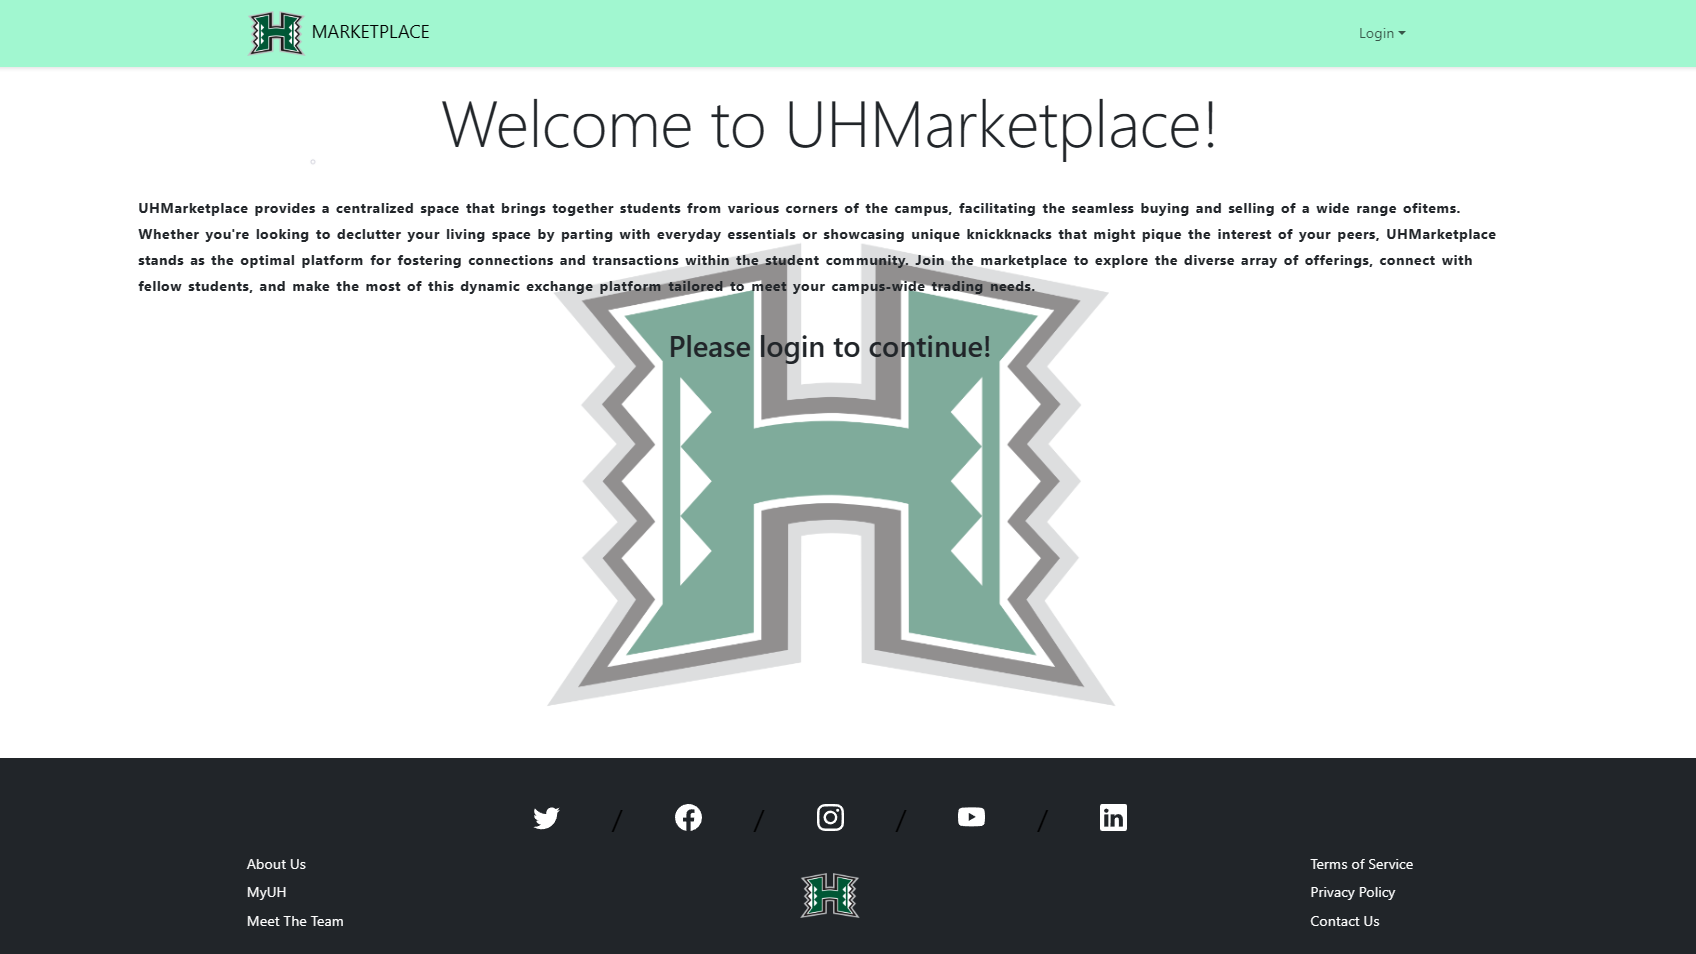 MARKETPLACE
Login
Welcome to UHMarketplace!
UHMarketplace provides a centralized space that brings together students from various corners of the campus, facilitating the seamless buying and selling of a wide range ofitems.
Whether you're looking to declutter your living space by parting with everyday essentials or showcasing unique knickknacks that might pique the interest of your peers, UHMarketplace
stands as the optimal platform for fostering connections and transactions within the student community. Join the marketplace to explore the diverse array of offerings, connect with
fellow students, and make the most of this dynamic exchange platform tailored to meet your campus-wide trading needs.
Please login to continue!
/ / / /
About Us
MyUH
Meet The Team
Terms of Service
Privacy Policy
Contact Us